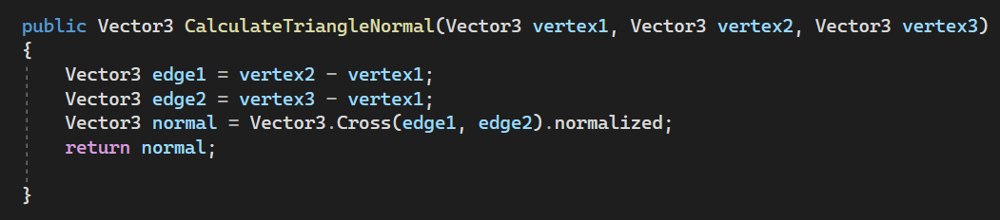 public Vector3 CalculateTriangleNormal(Vector3 vertex1, Vector3 vertex2, Vector3 vertex3)
{
    Vector3 edge1 = vertex2 - vertex1;
    Vector3 edge2 = vertex3 - vertex1;
    Vector3 normal = Vector3.Cross(edge1, edge2).normalized;
    return normal;
}